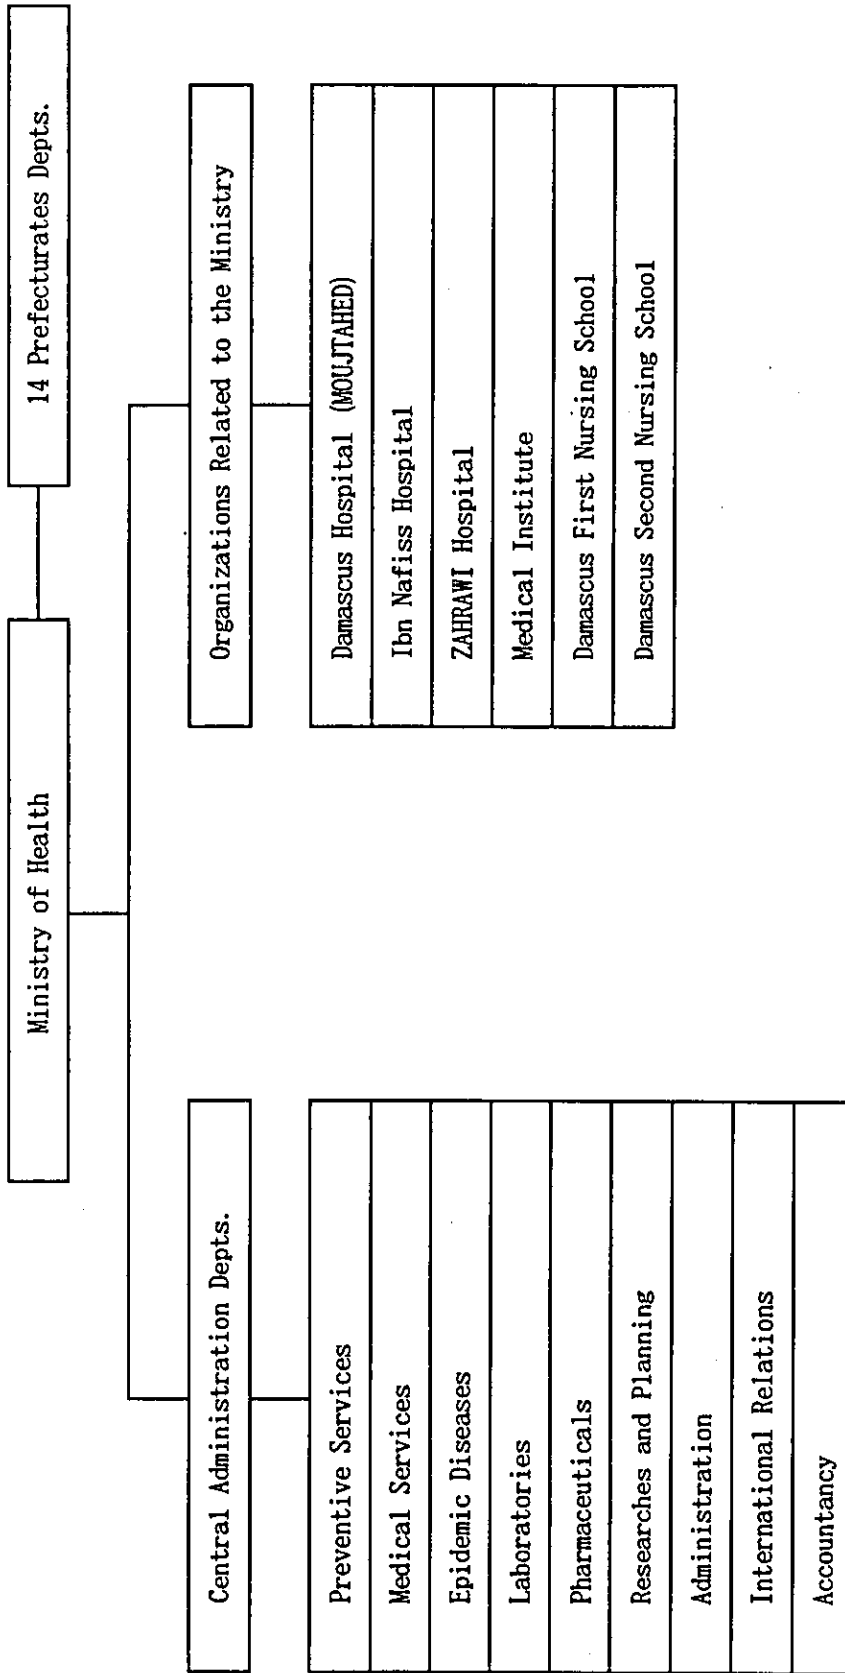 Ministry of Health
14 Prefecturates Depts.
Central Administration Depts.
Preventive Services
Medical Services
Epidemic Diseases
Laboratories
Pharmaceuticals
Researches and Planning
Administration
International Relations
Accountancy
Organizations Related to the Ministry
Damascus Hospital (MOUJTAHED)
Ibn Nafiss Hospital
ZAHRAWI Hospital
Medical Institute
Damascus First Nursing School
Damascus Second Nursing School